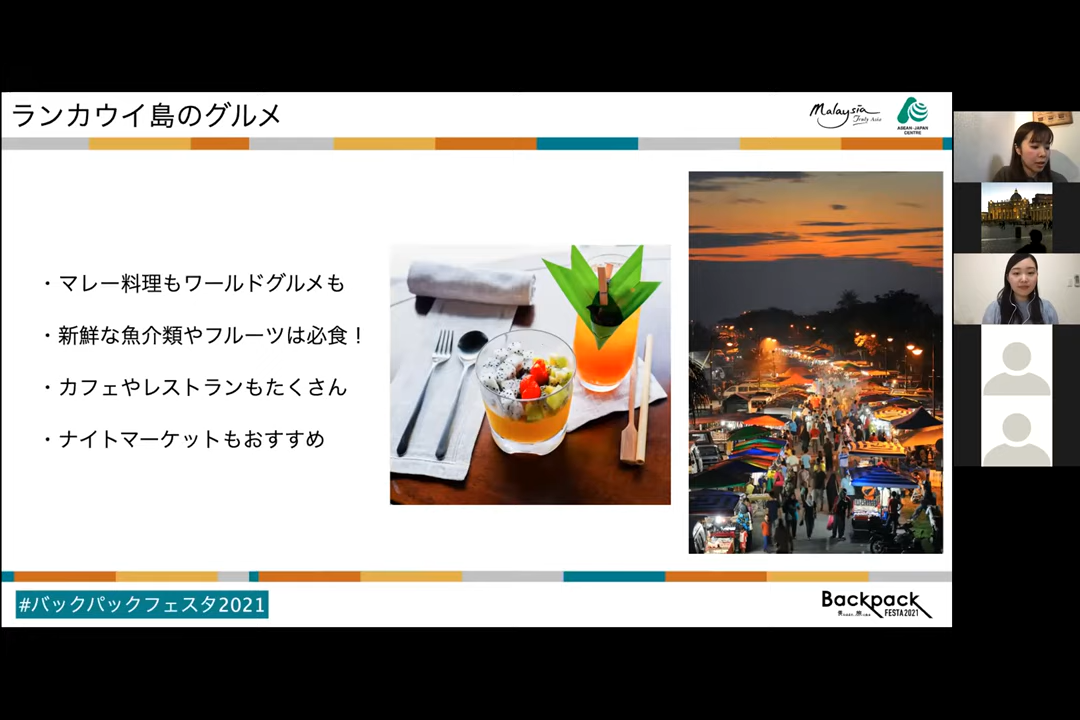 ランカウイ島のグルメ
Malaysia
Truly Asia
ASEAN-JAPAN
CENTRE
・マレー料理もワールドグルメも
・新鮮な魚介類やフルーツは必食！
・カフェやレストランもたくさん
・ナイトマーケットもおすすめ
#バックパックフェスタ2021
Backpack
FESTA2021